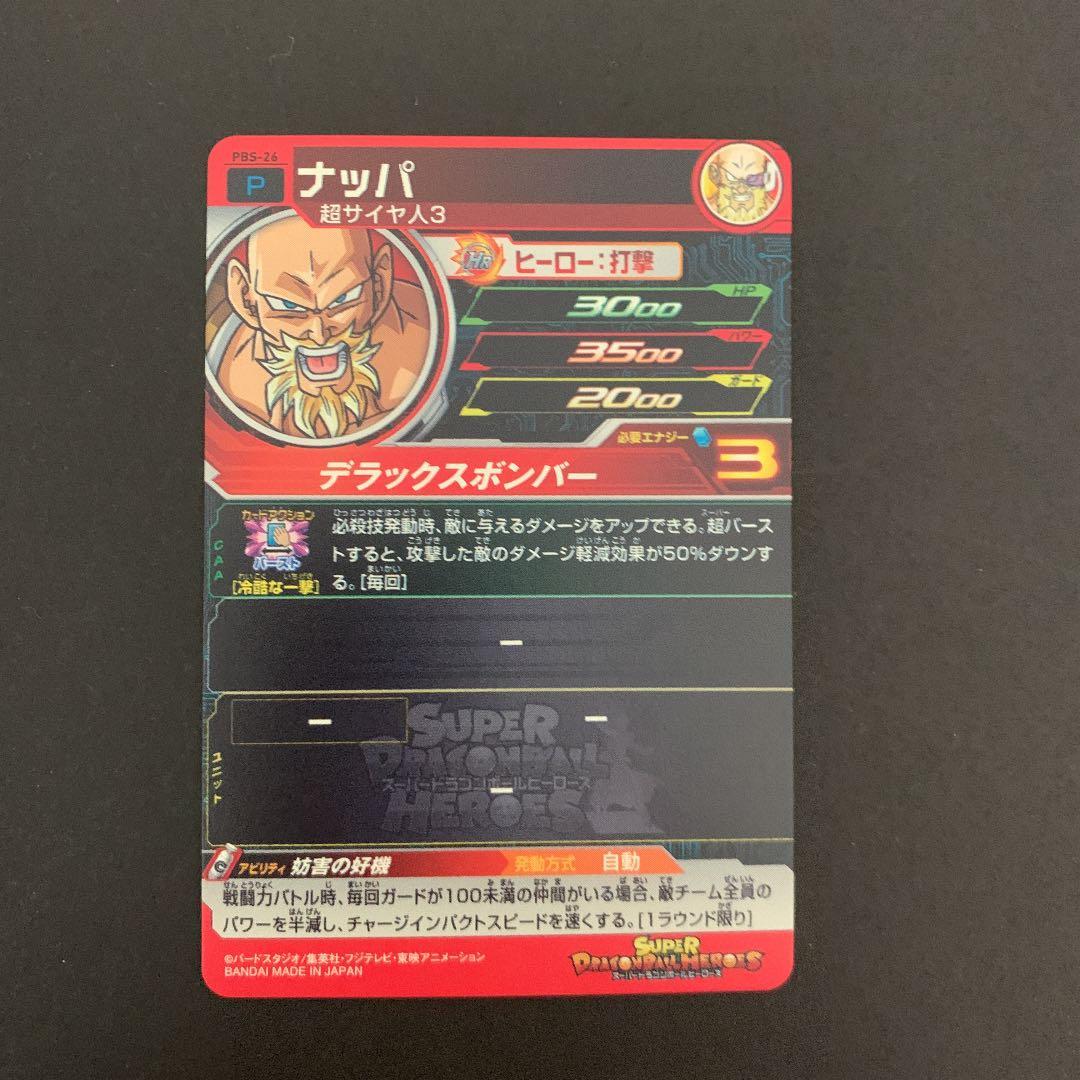 PBS-26
P
ナッパ
超サイヤ人3
HR
ヒーロー:打撃
HP
3000
パワー
3500
ガード
2000
必要エナジー
3
デラックスボンバー
CAA
カードアクション
バースト
[冷酷な一撃]
必殺技発動時、敵に与えるダメージをアップできる。超バース
トすると、攻撃した敵のダメージ軽減効果が50%ダウンす
る。[毎回]
-
ユニット
-
-
-
SUPER
DRAGONBALL
スーパードラゴンボールヒーローズ
HEROES
アビリティ 妨害の好機
発動方式 自動
戦闘力バトル時、毎回ガードが100未満の仲間がいる場合、敵チーム全員の
パワーを半減し、チャージインパクトスピードを速くする。[1ラウンド限り]
©バードスタジオ/集英社・フジテレビ・東映アニメーション
BANDAI MADE IN JAPAN
SUPER
DRAGONBALL HEROES
スーパードラゴンボールヒーローズ